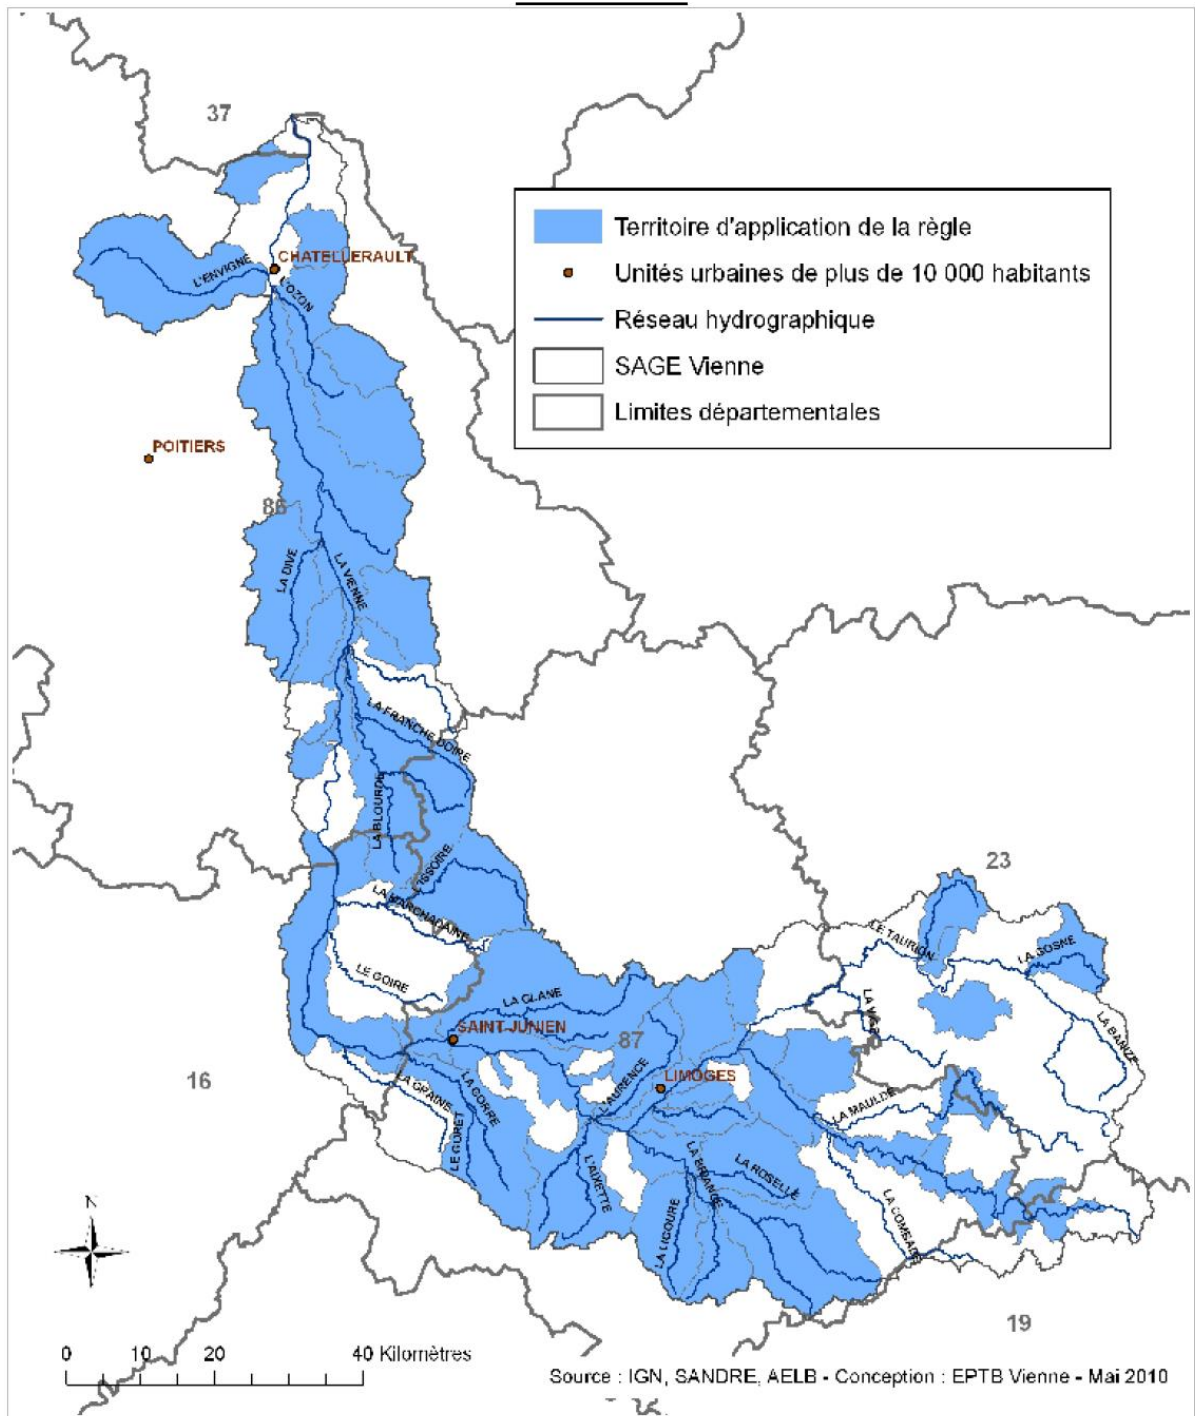 37
Territoire d'application de la règle
Unités urbaines de plus de 10 000 habitants
Réseau hydrographique
SAGE Vienne
Limites départementales
CHATELLERAULT
L'ENVIGNE
L'OZON
POITIERS
86
LA DIVE
LA VIENNE
LA FRANCHE DOIRE
LA BLOURDE
L'ISSOIRE
LA MARCHADAINE
LE GOIRE
23
LE TAURION
LA GOSNE
LA VIGE
LA BANIZE
LA GLANE
SAINT-JUNIEN
87
16
LA GRAINE
LE GORET
LA GORRE
L'AURENCE
LIMOGES
LA MAULDE
L'AIXETTE
LA BRIANCE
LA ROSELLE
LA LIGOURE
LA COMBADE
N
19
0 10 20 40 Kilomètres
Source : IGN, SANDRE, AELB - Conception : EPTB Vienne - Mai 2010